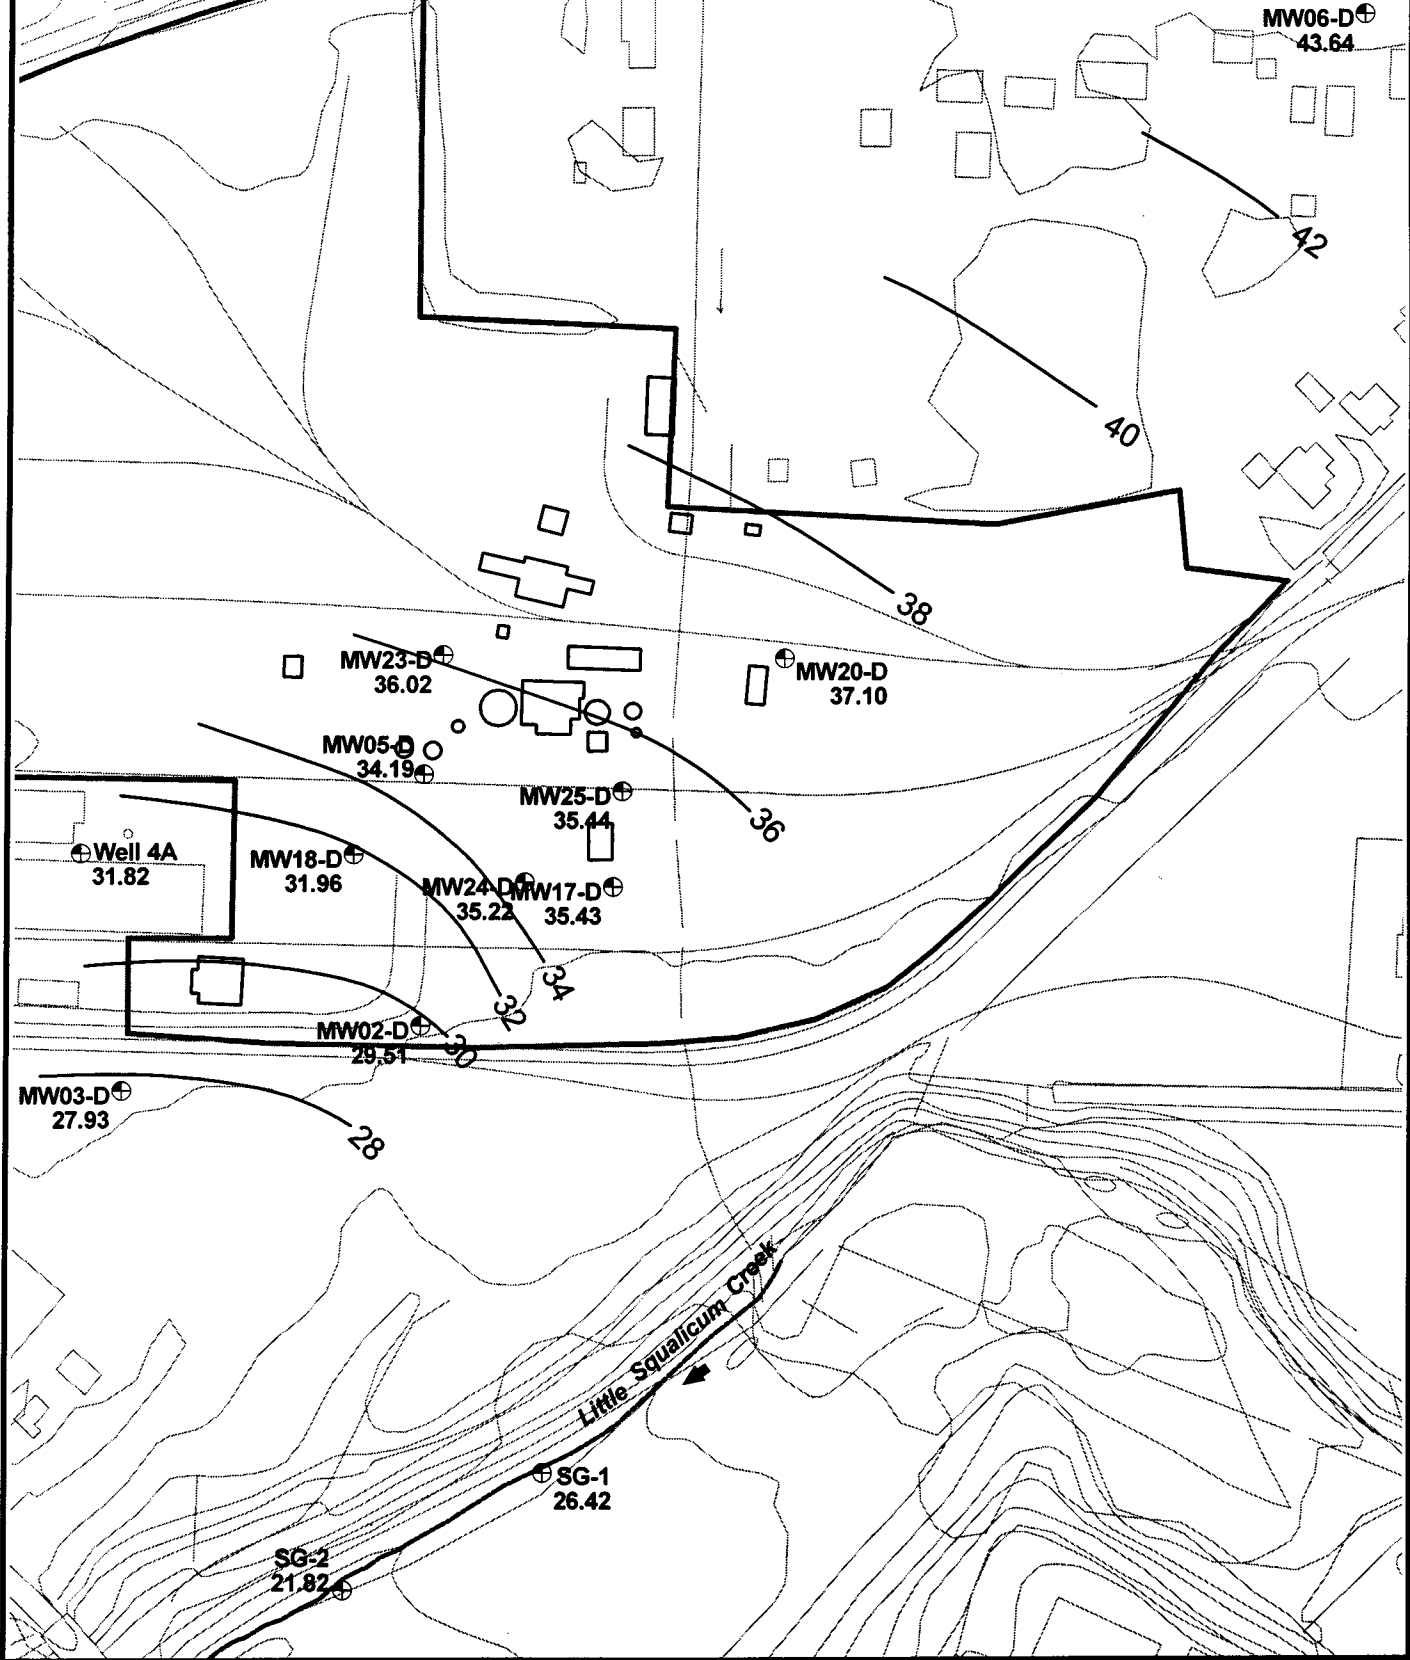 MW06-D
43.64
42
40
38
MW23-D
36.02
MW20-D
37.10
MW05-D
34.19
MW25-D
35.44
36
Well 4A
31.82
MW18-D
31.96
MW24-D
35.22
MW17-D
35.43
34
32
MW02-D
29.51
30
MW03-D
27.93
28
Little Squalicum Creek
SG-1
26.42
SG-2
21.82